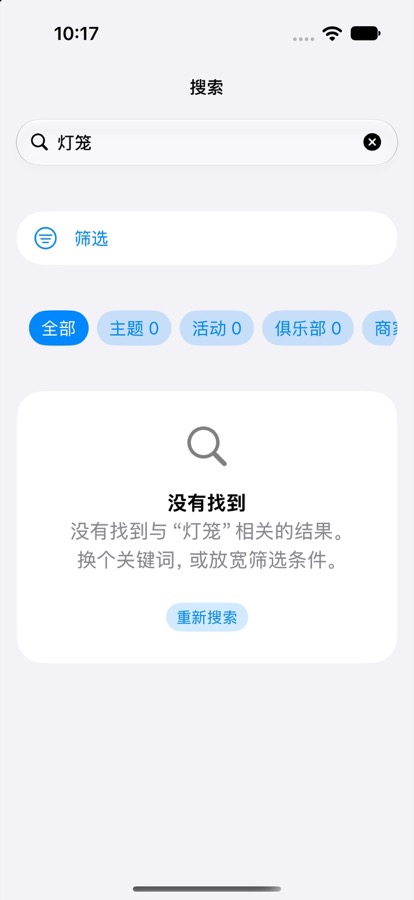 10:17
搜索
灯笼
筛选
全部
主题 0
活动 0
俱乐部 0
没有找到
没有找到与 “灯笼” 相关的结果。
换个关键词, 或放宽筛选条件。
重新搜索